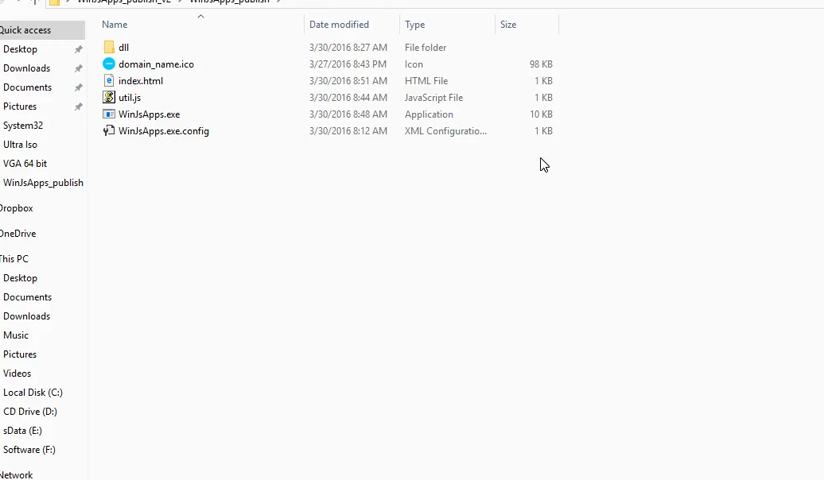 WinJsApps_publish_v2 > WinJsApps_publish >
Quick access
Desktop
Downloads
Documents
Pictures
System32
Ultra Iso
VGA 64 bit
WinJsApps_publish
Dropbox
OneDrive
This PC
Desktop
Documents
Downloads
Music
Pictures
Videos
Local Disk (C:)
CD Drive (D:)
sData (E:)
Software (F:)
Network
Name Date modified Type Size
dll 3/30/2016 8:27 AM File folder
domain_name.ico 3/27/2016 8:43 PM Icon 98 KB
index.html 3/30/2016 8:51 AM HTML File 1 KB
util.js 3/30/2016 8:44 AM JavaScript File 1 KB
WinJsApps.exe 3/30/2016 8:48 AM Application 10 KB
WinJsApps.exe.config 3/30/2016 8:12 AM XML Configuratio... 1 KB